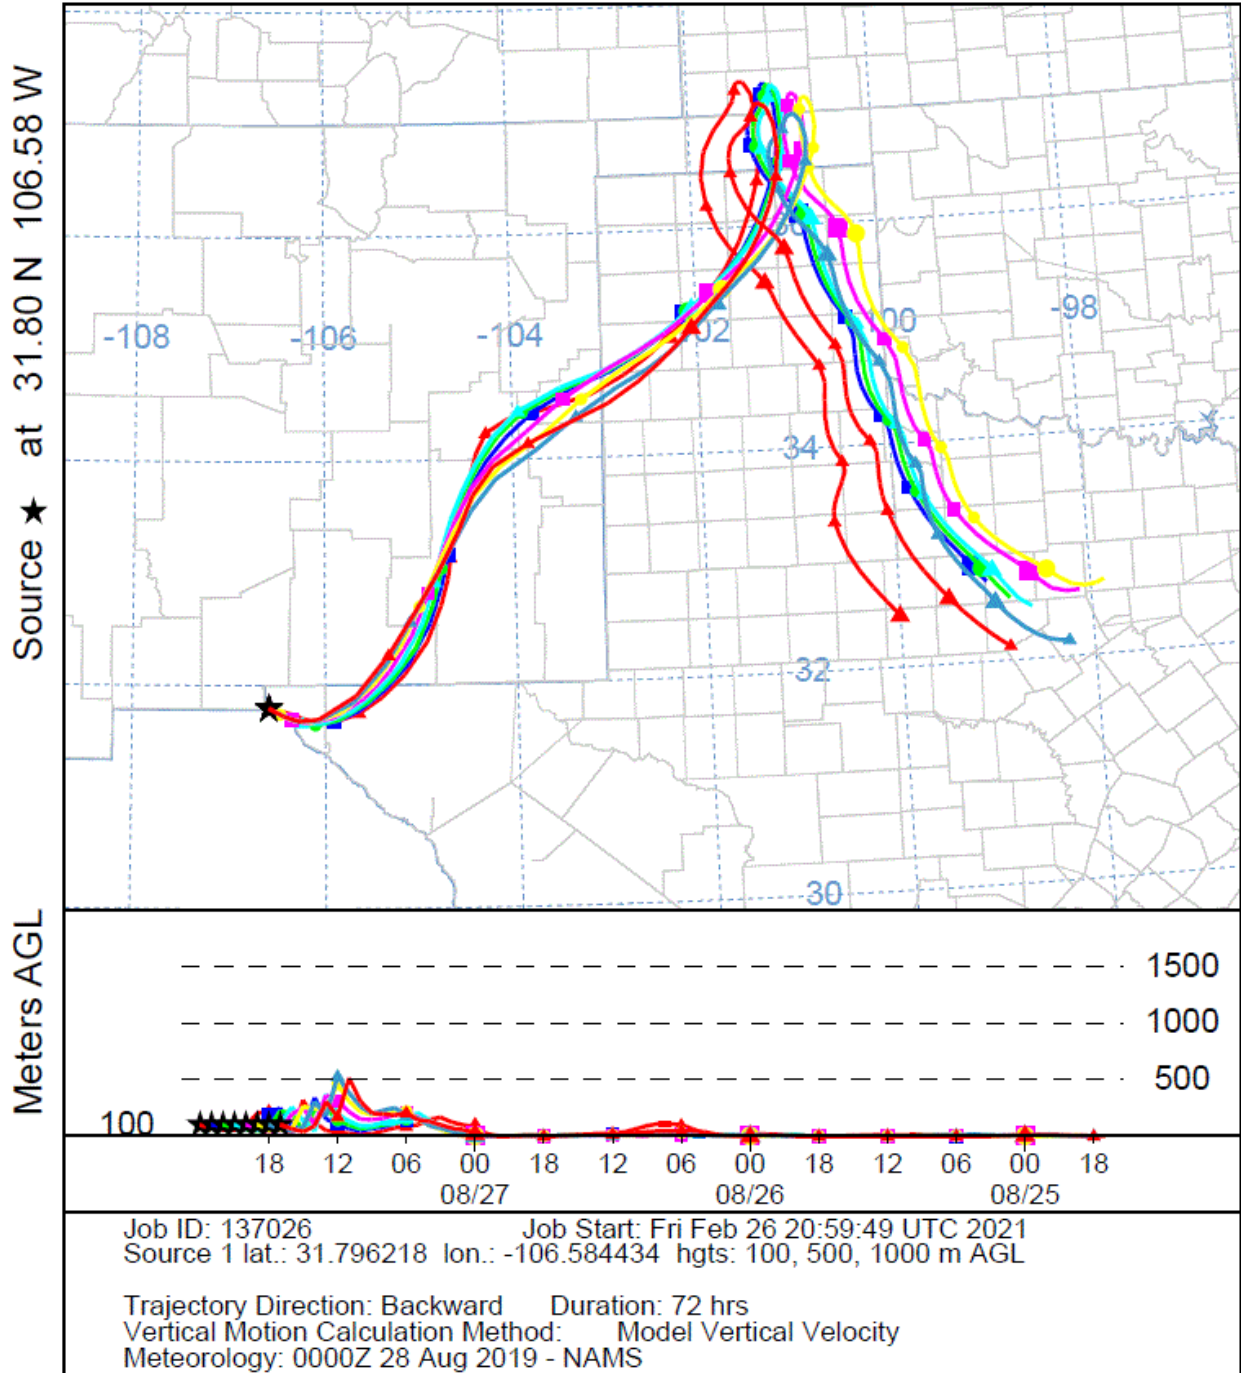 Source ★ at 31.80 N 106.58 W
-108
-106
-104
-98
34
32
30
Meters AGL
1500
1000
500
100
18 12 06 00 18 12 06 00 18 12 06 00 18
08/27 08/26 08/25
Job ID: 137026 Job Start: Fri Feb 26 20:59:49 UTC 2021
Source 1 lat.: 31.796218 lon.: -106.584434 hgts: 100, 500, 1000 m AGL
Trajectory Direction: Backward Duration: 72 hrs
Vertical Motion Calculation Method: Model Vertical Velocity
Meteorology: 0000Z 28 Aug 2019 - NAMS